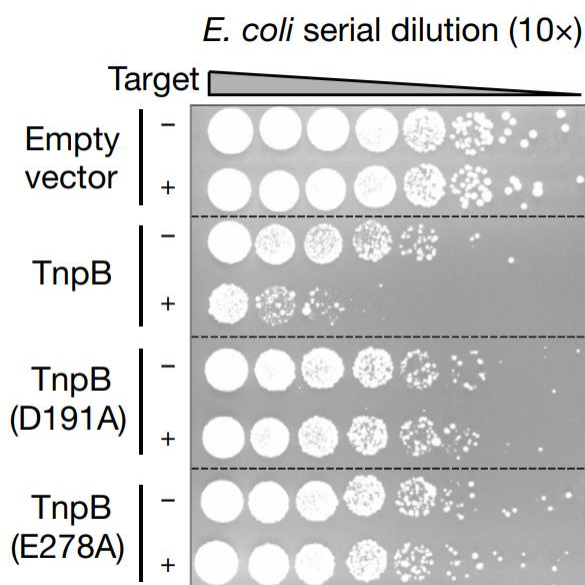 E. coli serial dilution (10×)
Target
Empty
vector
−
+
TnpB
−
+
TnpB
(D191A)
−
+
TnpB
(E278A)
−
+